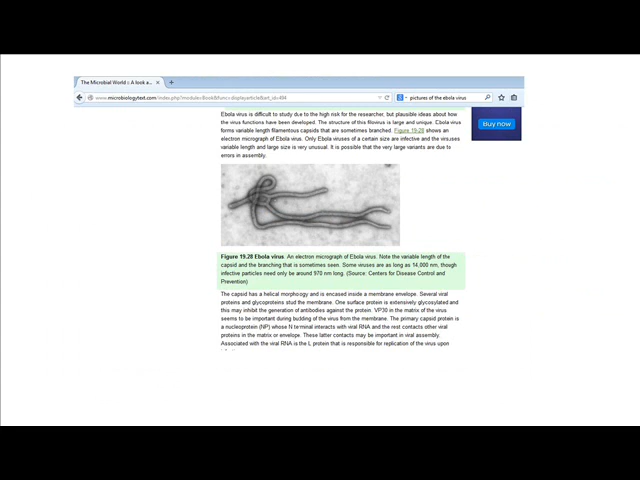 The Microbial World :: A look a...
www.microbiologytext.com/index.php?module=Book&func=displayarticle&art_id=494
pictures of the ebola virus
Ebola virus is difficult to study due to the high risk for the researcher, but plausible ideas about how
the virus functions have been developed. The structure of this filovirus is large and unique. Ebola virus
forms variable length filamentous capsids that are sometimes branched. Figure 19.28 shows an
electron micrograph of Ebola virus. Only Ebola viruses of a certain size are infective and the viruses
variable length and large size is very unusual. It is possible that the very large variants are due to
errors in assembly.
buy now
Figure 19.28 Ebola virus. An electron micrograph of Ebola virus. Note the variable length of the
capsid and the branching that is sometimes seen. Some viruses are as long as 14,000 nm, though
infective particles need only be around 970 nm long. (Source: Centers for Disease Control and
Prevention)
The capsid has a helical morphoogy and is encased inside a membrane envelope. Several viral
proteins and glycoproteins stud the membrane. One surface protein is extensively glycosylated and
this may inhibit the generation of antibodies against the protein. VP30 in the matrix of the virus
seems to be important during budding of the virus from the membrane. The primary capsid protein is
a nucleoprotein (NP) whose N terminal interacts with viral RNA and the rest contacts other viral
proteins in the matrix or envelope. These latter contacts may be important in viral assembly.
Associated with the viral RNA is the L protein that is responsible for replication of the virus upon